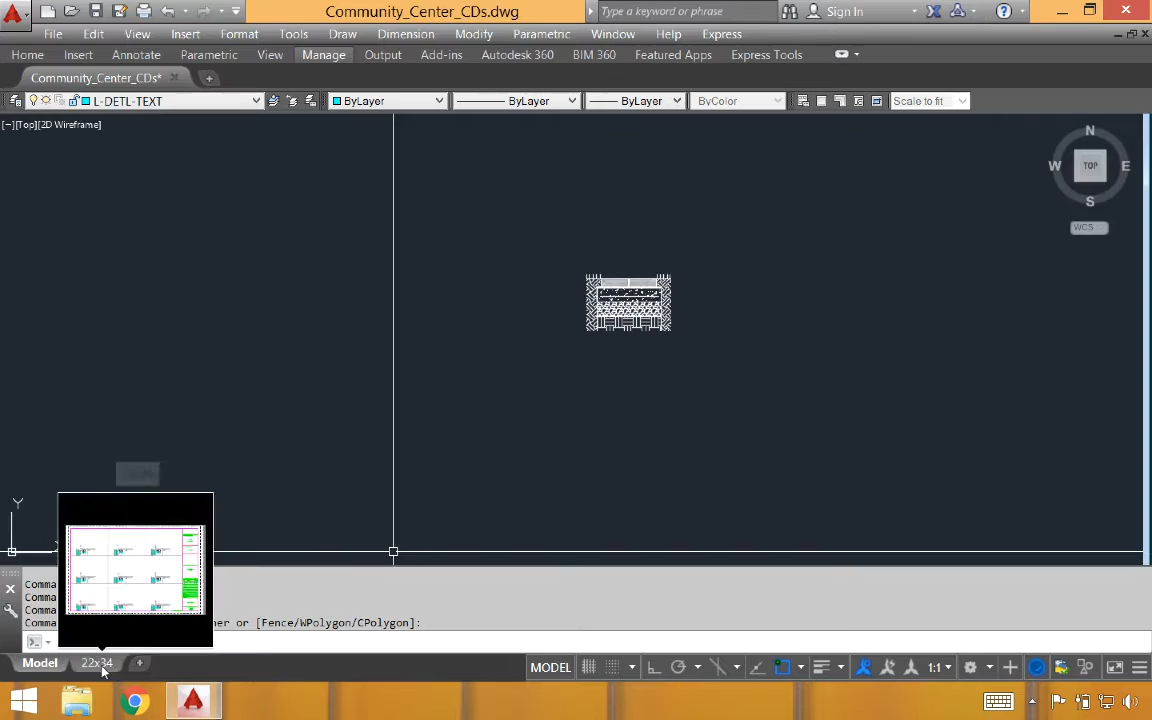 Community_Center_CDs.dwg
Type a keyword or phrase
Sign In
File Edit View Insert Format Tools Draw Dimension Modify Parametric Window Help Express
Home Insert Annotate Parametric View Manage Output Add-ins Autodesk 360 BIM 360 Featured Apps Express Tools
Community_Center_CDs*
L-DETL-TEXT ByLayer ByLayer ByLayer ByColor Scale to fit
[−][Top][2D Wireframe]
N
W TOP E
S
WCS
Y
Comma
Comma
Comma
Comma ner or [Fence/WPolygon/CPolygon]:
Model 22x34 MODEL 1:1